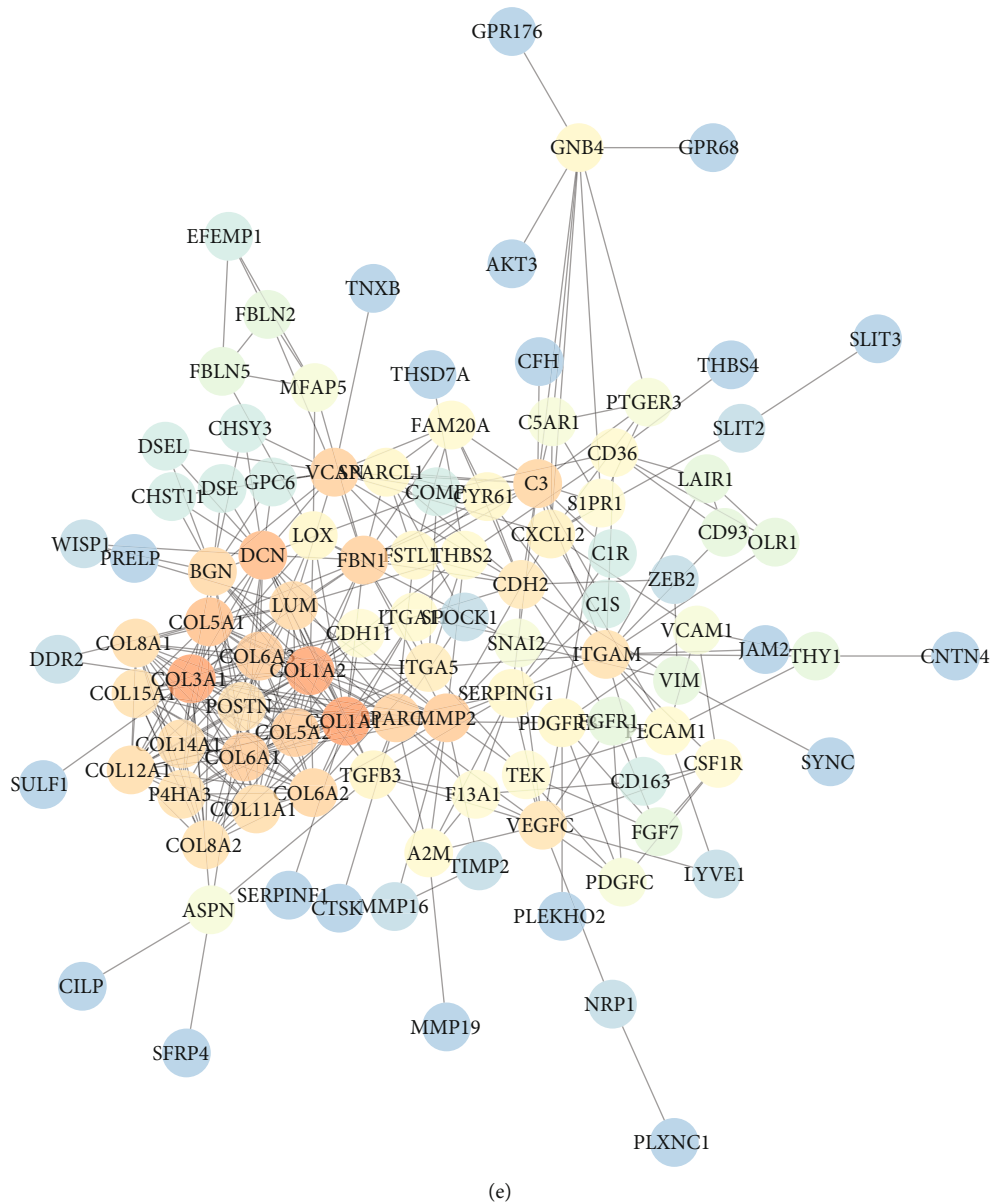 GPR176
GNB4
GPR68
EFEMP1
AKT3
TNXB
FBLN2
SLIT3
CFH
THBS4
FBLN5
MFAP5
THSD7A
PTGER3
C5AR1
FAM20A
CHSY3
SLIT2
DSEL
CD36
VCAN
SPARCL1
LAIR1
GPC6
DSE
CHST11
COMP
CYR61
C3
S1PR1
CD93
OLR1
LOX
CXCL12
WISP1
PRELP
DCN
FBN1
FSTL1
THBS2
C1R
BGN
ZEB2
CDH2
LUM
C1S
SPOCK1
COL5A1
CDH11
VCAM1
COL8A1
SNAI2
DDR2
COL6A3
COL1A2
ITGA5
ITGAM
JAM2
THY1
CNTN4
COL3A1
VIM
COL15A1
POSTN
SERPING1
COL1A1
MMP2
FGFR1
COL5A2
PECAM1
COL14A1
COL6A1
SYNC
COL12A1
CSF1R
SULF1
TGFB3
TEK
CD163
P4HA3
COL6A2
F13A1
COL11A1
VEGFC
FGF7
COL8A2
A2M
TIMP2
LYVE1
PDGFC
ASPN
SERPINF1
CTSK
MMP16
PLEKHO2
CILP
NRP1
MMP19
SFRP4
PLXNC1
(e)